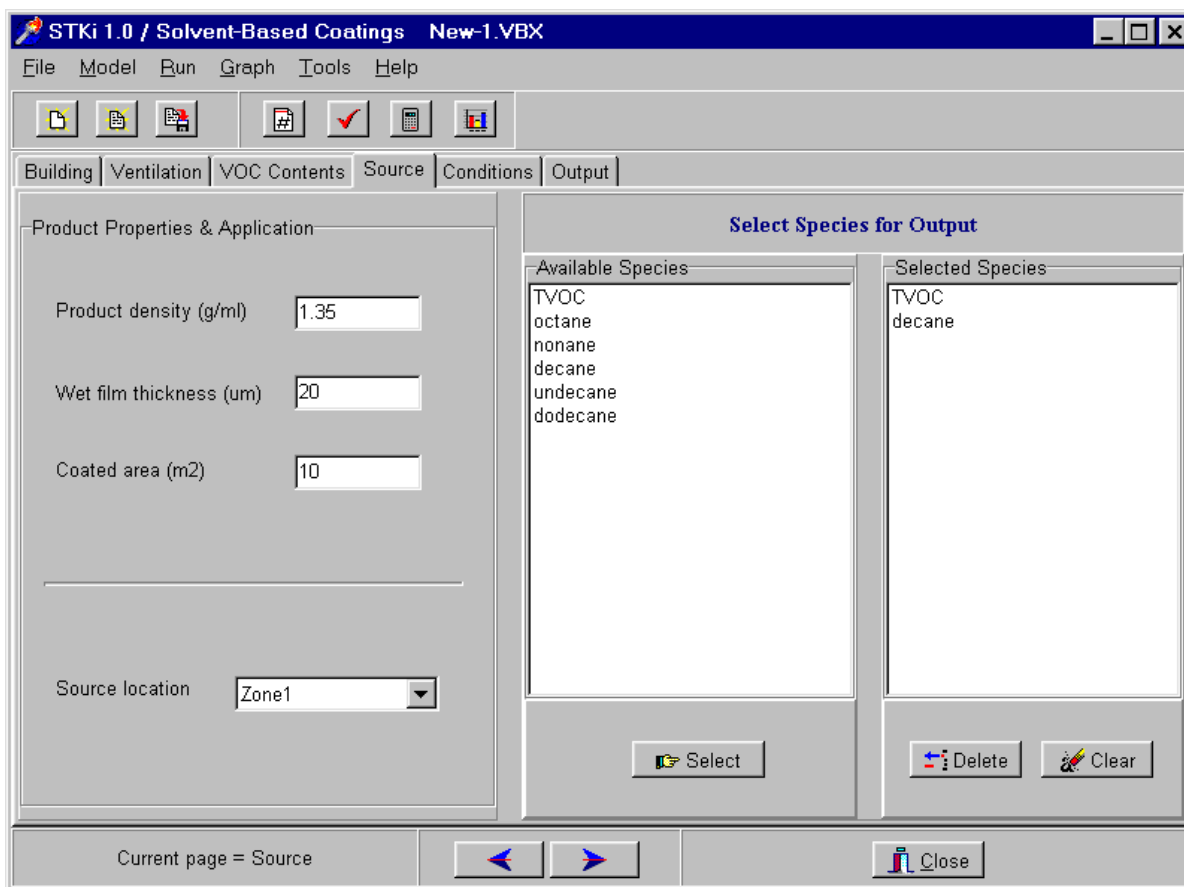 STKi 1.0 / Solvent-Based Coatings New-1.VBX
File Model Run Graph Tools Help
Building Ventilation VOC Contents Source Conditions Output
Product Properties & Application
Product density (g/ml) 1.35
Wet film thickness (um) 20
Coated area (m2) 10
Source location Zone1
Select Species for Output
Available Species
TVOC
octane
nonane
decane
undecane
dodecane
Select
Selected Species
TVOC
decane
Delete Clear
Current page = Source
Close